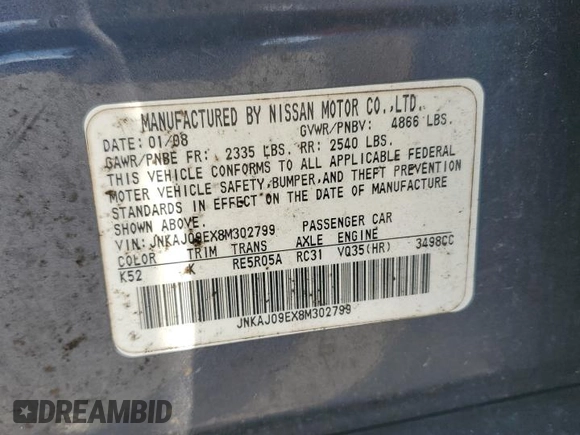 MANUFACTURED BY NISSAN MOTOR CO.,LTD.
DATE: 01/08 GVWR/PNBV: 4866 LBS.
GAWR/PNBE FR: 2335 LBS. RR: 2540 LBS.
THIS VEHICLE CONFORMS TO ALL APPLICABLE FEDERAL
MOTOR VEHICLE SAFETY,BUMPER,AND THEFT PREVENTION
STANDARDS IN EFFECT ON THE DATE OF MANUFACTURE
SHOWN ABOVE.
VIN: JNKAJ09EX8M302799 PASSENGER CAR
COLOR TRIM TRANS AXLE ENGINE
K52 K RE5R05A RC31 VQ35(HR) 3498CC
JNKAJ09EX8M302799
DREAMBID